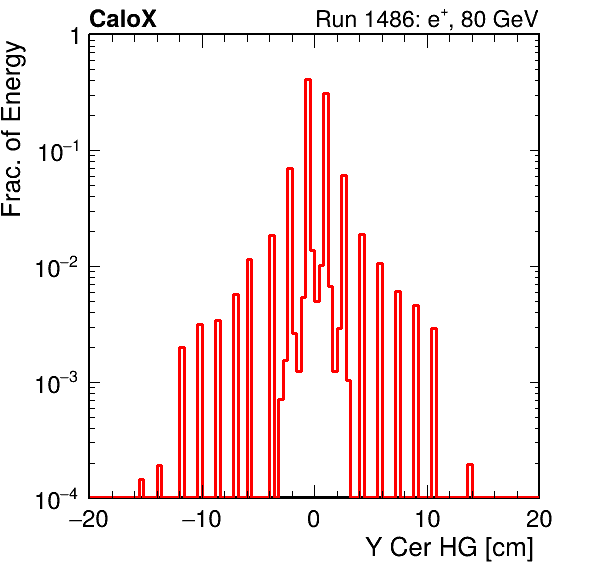 CaloX Run 1486: e⁺, 80 GeV
Frac. of Energy
1
10⁻¹
10⁻²
10⁻³
10⁻⁴
−20 −10 0 10 20
Y Cer HG [cm]